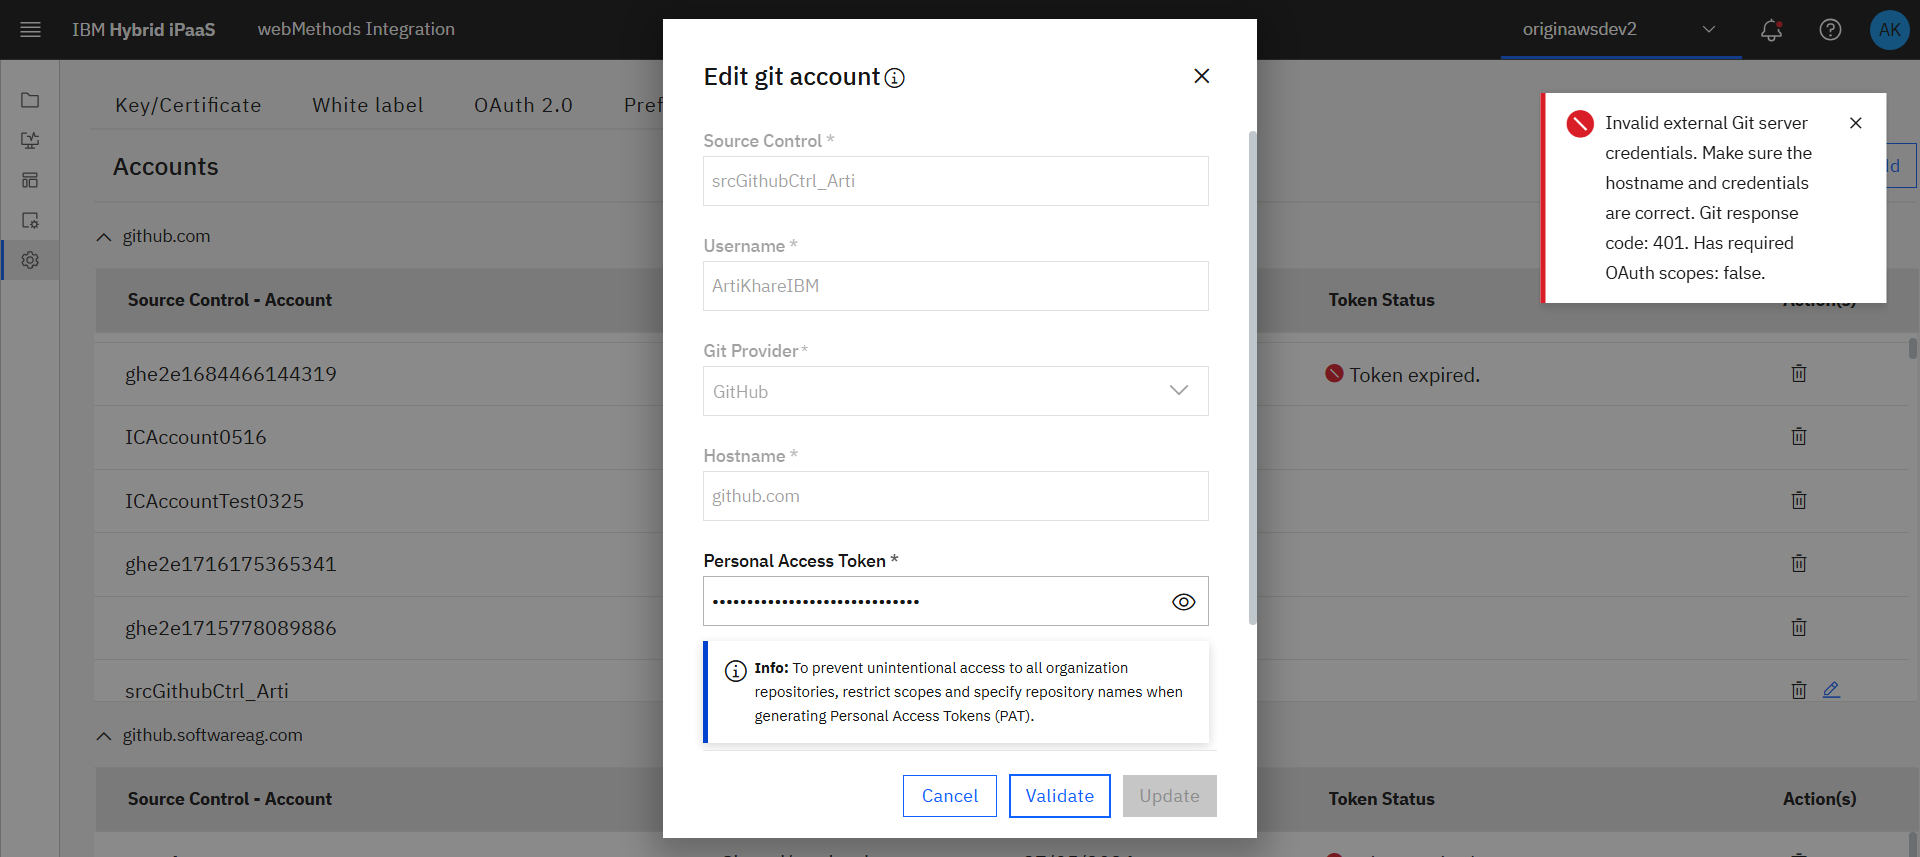 IBM Hybrid iPaaS
webMethods Integration
originawsdev2
AK
Key/Certificate
White label
OAuth 2.0
Pref
Accounts
github.com
Source Control - Account
Token Status
ghe2e1684466144319
Token expired.
ICAccount0516
ICAccountTest0325
ghe2e1716175365341
ghe2e1715778089886
srcGithubCtrl_Arti
github.softwareag.com
Source Control - Account
Token Status
Action(s)
Edit git account
Source Control *
srcGithubCtrl_Arti
Username *
ArtiKhareIBM
Git Provider*
GitHub
Hostname *
github.com
Personal Access Token *
••••••••••••••••••••••••••••••
Info: To prevent unintentional access to all organization
repositories, restrict scopes and specify repository names when
generating Personal Access Tokens (PAT).
Cancel
Validate
Update
Invalid external Git server
credentials. Make sure the
hostname and credentials
are correct. Git response
code: 401. Has required
OAuth scopes: false.